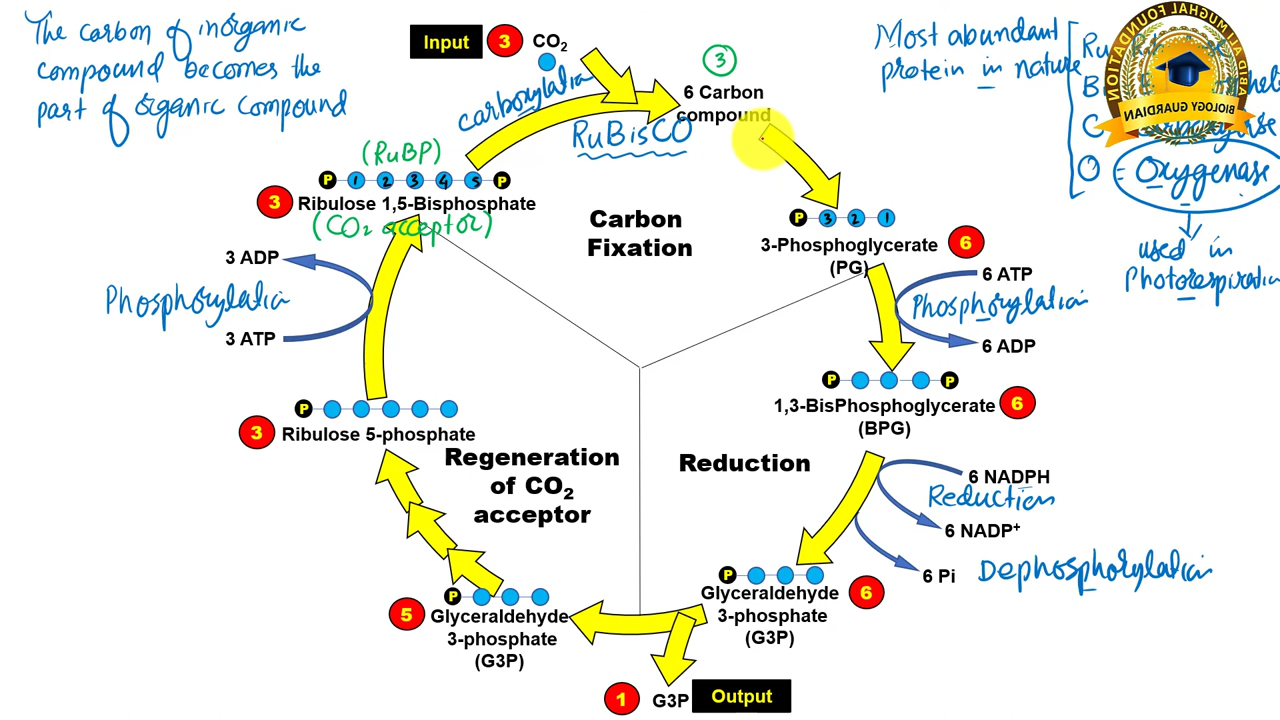 The carbon of inorganic
compound becomes the
part of organic compound
Input 3 CO₂
carboxylation
RuBisCO
3
6 Carbon
compound
Most abundant
protein in nature
O = Oxygenase
used in
Photorespiration
ABID ALI MUGHAL FOUNDATION
BIOLOGY GUARDIAN
(RuBP)
P 1 2 3 4 5 P
3 Ribulose 1,5-Bisphosphate
(CO₂ acceptor)
Carbon
Fixation
P 3 2 1
3-Phosphoglycerate 6
(PG)
3 ADP
Phosphorylation
3 ATP
6 ATP
Phosphorylation
6 ADP
P P
1,3-BisPhosphoglycerate 6
(BPG)
P
3 Ribulose 5-phosphate
Regeneration
of CO₂
acceptor
Reduction
6 NADPH
Reduction
6 NADP⁺
6 Pi Dephosphorylation
P
Glyceraldehyde 6
3-phosphate
(G3P)
P
5 Glyceraldehyde
3-phosphate
(G3P)
1 G3P Output